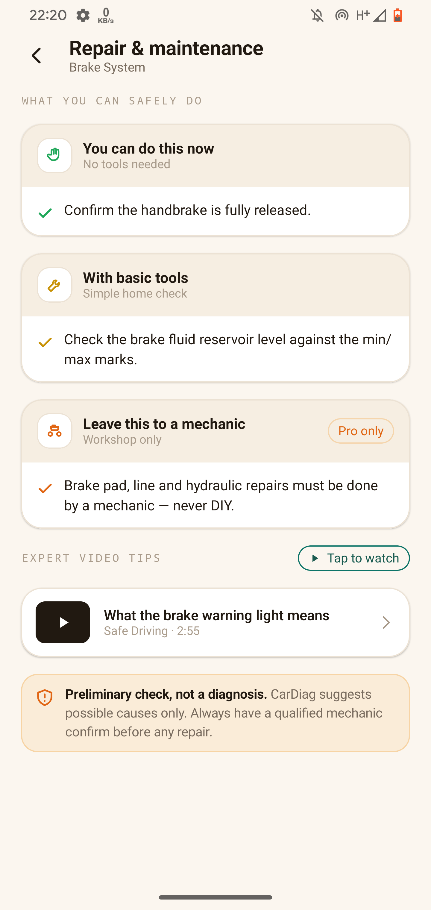 22:20 0 KB/s H+
Repair & maintenance
Brake System
WHAT YOU CAN SAFELY DO
You can do this now
No tools needed
Confirm the handbrake is fully released.
With basic tools
Simple home check
Check the brake fluid reservoir level against the min/
max marks.
Leave this to a mechanic
Workshop only
Pro only
Brake pad, line and hydraulic repairs must be done
by a mechanic — never DIY.
EXPERT VIDEO TIPS
Tap to watch
What the brake warning light means
Safe Driving · 2:55
Preliminary check, not a diagnosis. CarDiag suggests
possible causes only. Always have a qualified mechanic
confirm before any repair.